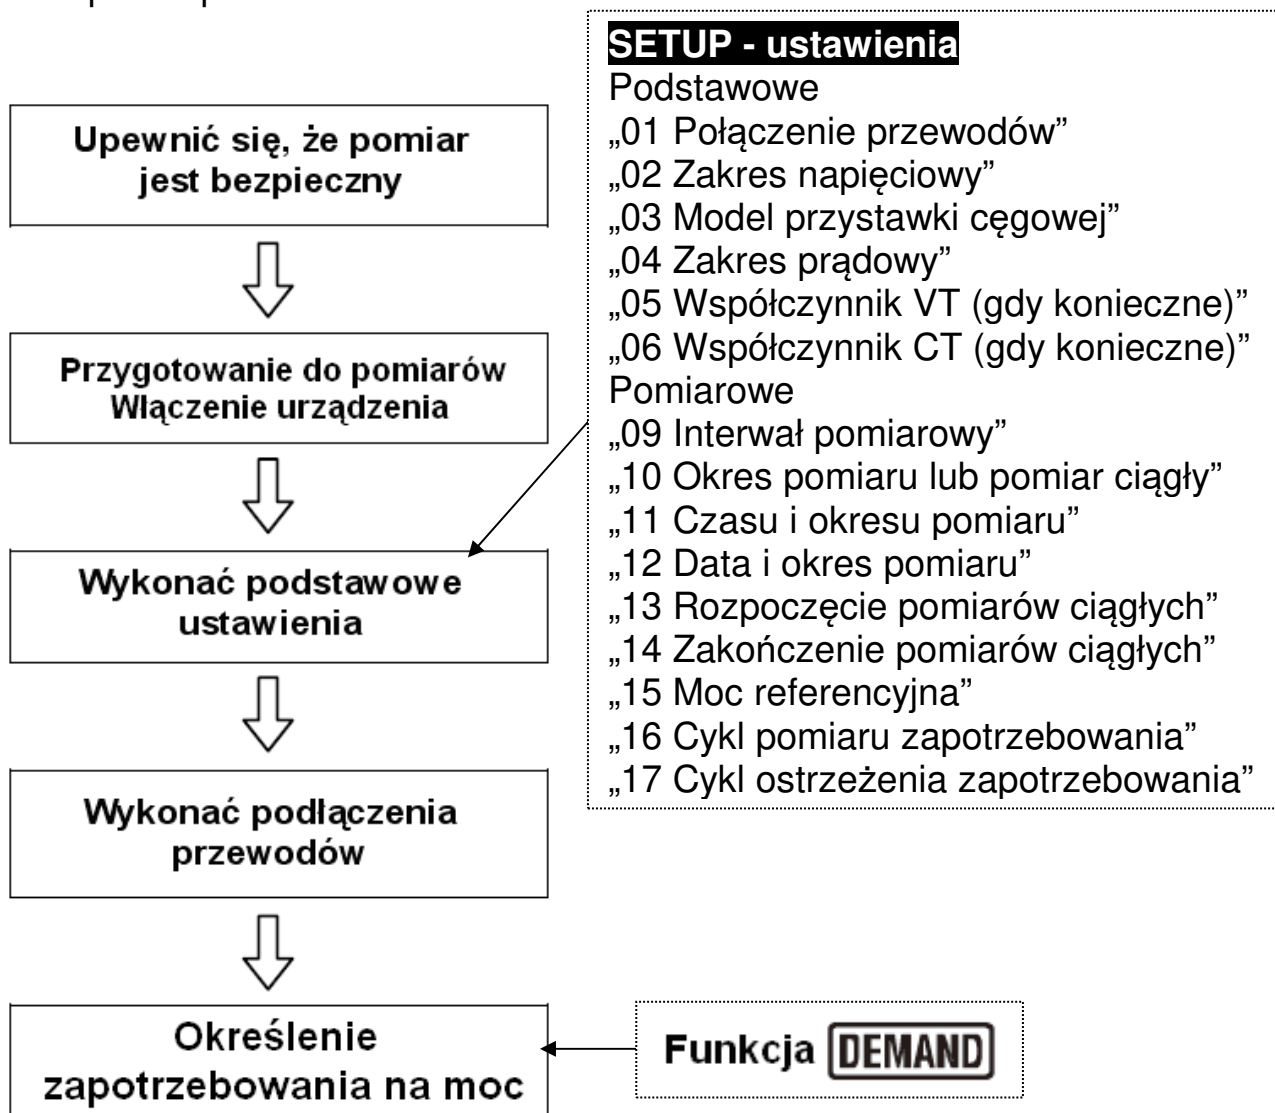 Upewnić się, że pomiar
jest bezpieczny
Przygotowanie do pomiarów
Włączenie urządzenia
Wykonać podstawowe
ustawienia
Wykonać podłączenia
przewodów
Określenie
zapotrzebowania na moc
SETUP - ustawienia
Podstawowe
„01 Połączenie przewodów”
„02 Zakres napięciowy”
„03 Model przystawki cęgowej”
„04 Zakres prądowy”
„05 Współczynnik VT (gdy konieczne)”
„06 Współczynnik CT (gdy konieczne)”
Pomiarowe
„09 Interwał pomiarowy”
„10 Okres pomiaru lub pomiar ciągły”
„11 Czasu i okresu pomiaru”
„12 Data i okres pomiaru”
„13 Rozpoczęcie pomiarów ciągłych”
„14 Zakończenie pomiarów ciągłych”
„15 Moc referencyjna”
„16 Cykl pomiaru zapotrzebowania”
„17 Cykl ostrzeżenia zapotrzebowania”
Funkcja DEMAND